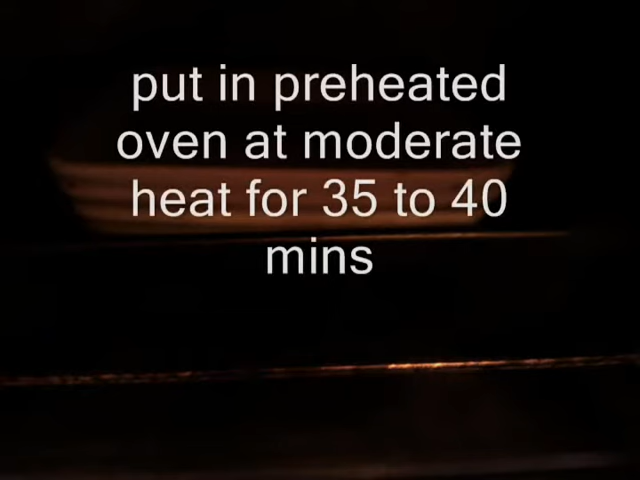 put in preheated
oven at moderate
heat for 35 to 40
mins